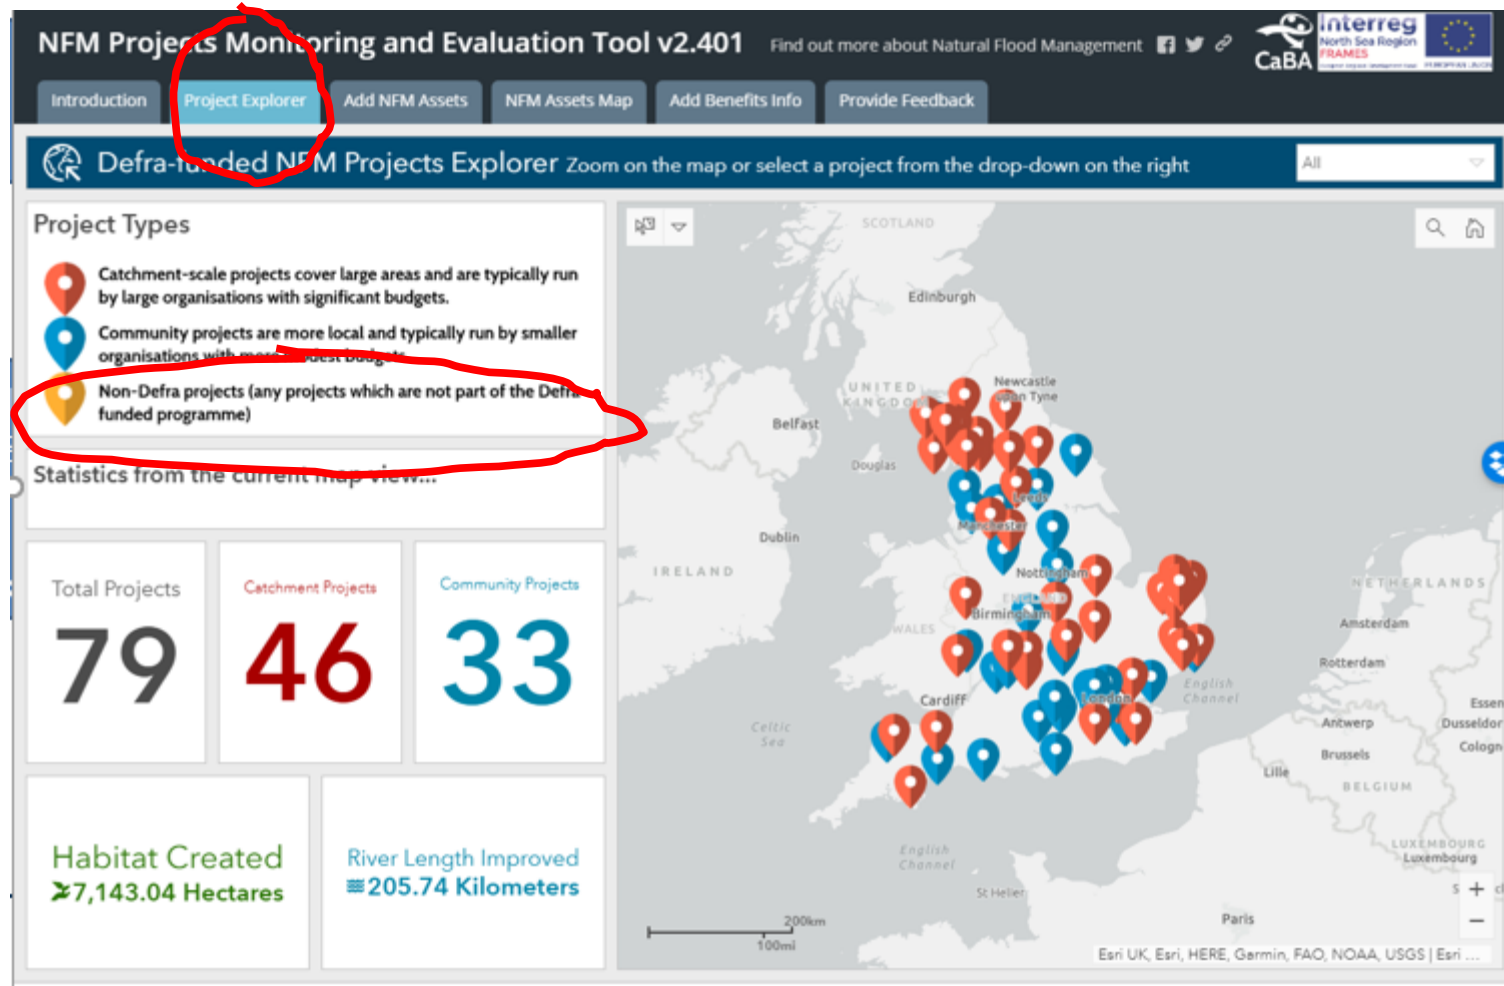 NFM Projects Monitoring and Evaluation Tool v2.401
Find out more about Natural Flood Management
CaBA
Interreg
North Sea Region
FRAMES
Introduction
Project Explorer
Add NFM Assets
NFM Assets Map
Add Benefits Info
Provide Feedback
Defra-funded NFM Projects Explorer Zoom on the map or select a project from the drop-down on the right
All
Project Types
Catchment-scale projects cover large areas and are typically run
by large organisations with significant budgets.
Community projects are more local and typically run by smaller
organisations with more modest budgets.
Non-Defra projects (any projects which are not part of the Defra
funded programme)
Statistics from the current map view...
Total Projects
79
Catchment Projects
46
Community Projects
33
Habitat Created
7,143.04 Hectares
River Length Improved
205.74 Kilometers
SCOTLAND
Edinburgh
UNITED
KINGDO
Newcastle
upon Tyne
Belfast
Douglas
Leeds
Manchester
Dublin
IRELAND
Nottingham
ENGLAND
Birmingham
WALES
NETHERLANDS
Amsterdam
Rotterdam
English
Channel
Cardiff
London
Celtic
Sea
Essen
Antwerp
Dusseldor
Brussels
Cologn
Lille
BELGIUM
English
Channel
LUXEMBOURG
Luxembourg
St Helier
Paris
200km
100mi
+
−
Esri UK, Esri, HERE, Garmin, FAO, NOAA, USGS | Esri ...